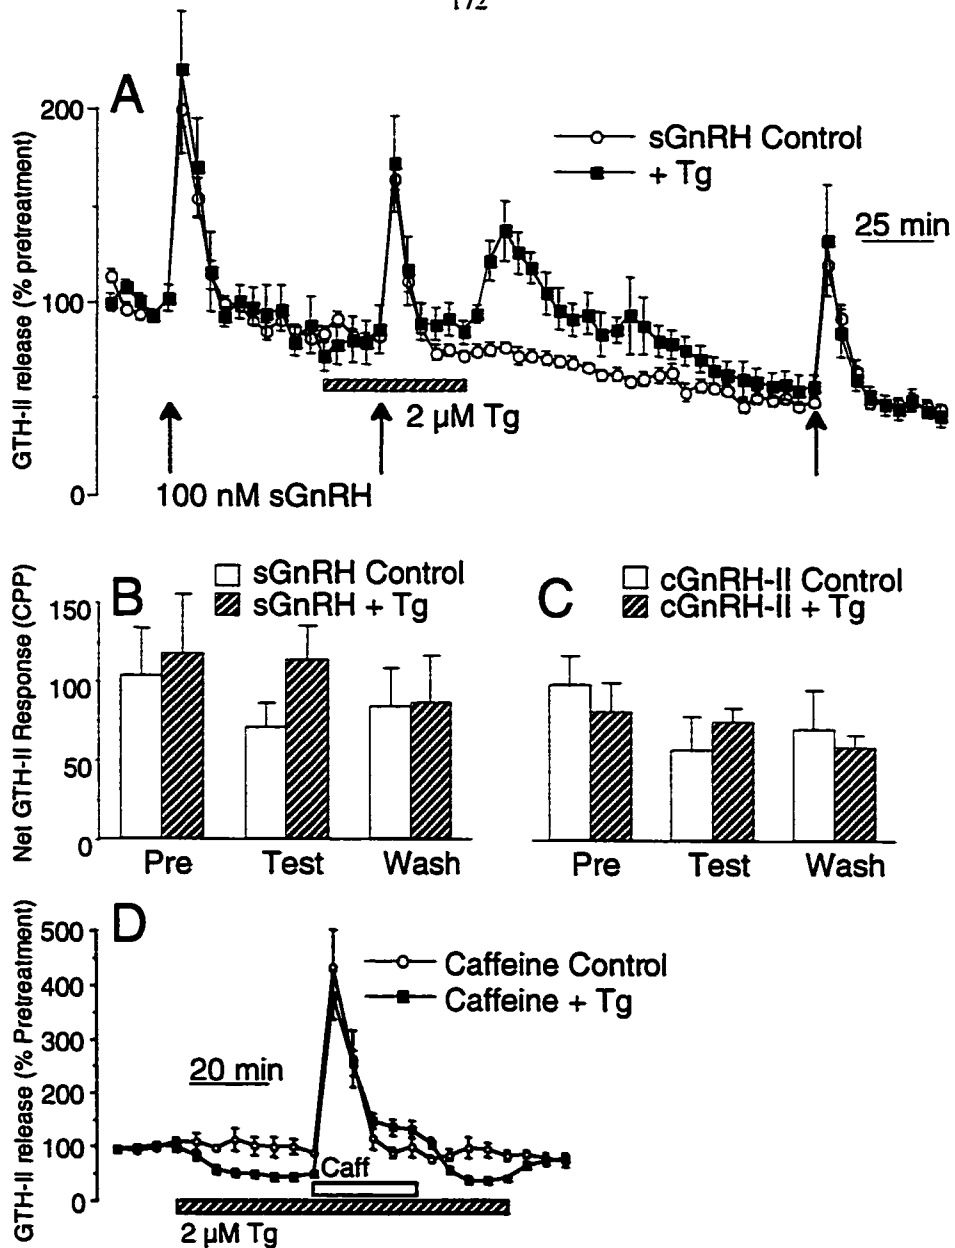 172
A
GTH-II release (% pretreatment)
200
100
0
sGnRH Control
+ Tg
25 min
2 µM Tg
100 nM sGnRH
B
sGnRH Control
sGnRH + Tg
Net GTH-II Response (CPP)
150
100
50
0
Pre Test Wash
C
cGnRH-II Control
cGnRH-II + Tg
Pre Test Wash
D
GTH-II release (% Pretreatment)
500
400
300
200
100
0
Caffeine Control
Caffeine + Tg
20 min
Caff
2 µM Tg